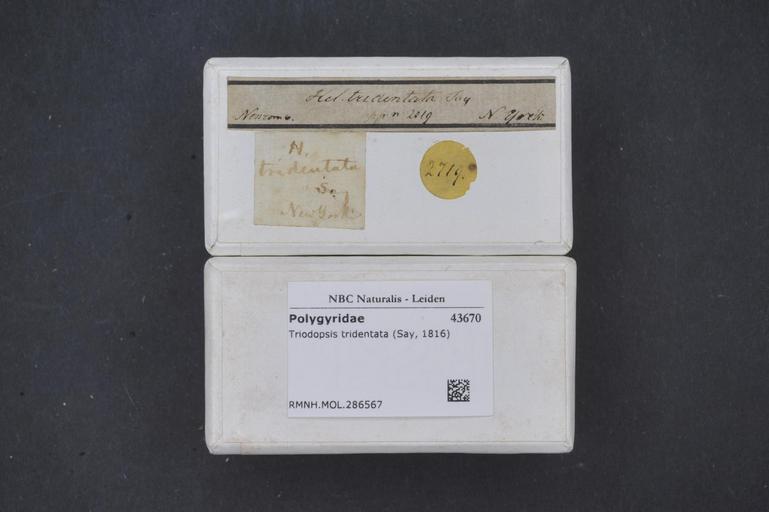 Hel. tridentata Say
Newcomb. 2819 N York
H.
tridentata
Say
New York
2719.
NBC Naturalis - Leiden
Polygyridae 43670
Triodopsis tridentata (Say, 1816)
RMNH.MOL.286567